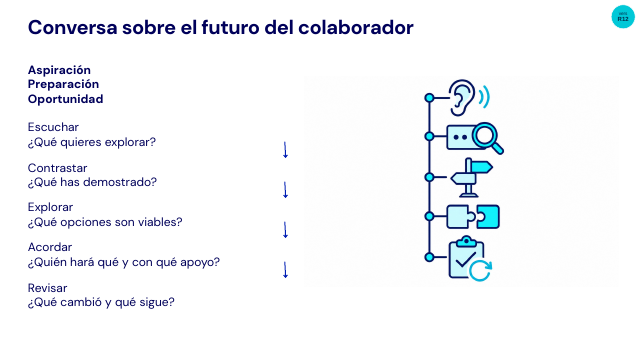 Conversa sobre el futuro del colaborador
R12
Aspiración
Preparación
Oportunidad
Escuchar
¿Qué quieres explorar?
Contrastar
¿Qué has demostrado?
Explorar
¿Qué opciones son viables?
Acordar
¿Quién hará qué y con qué apoyo?
Revisar
¿Qué cambió y qué sigue?